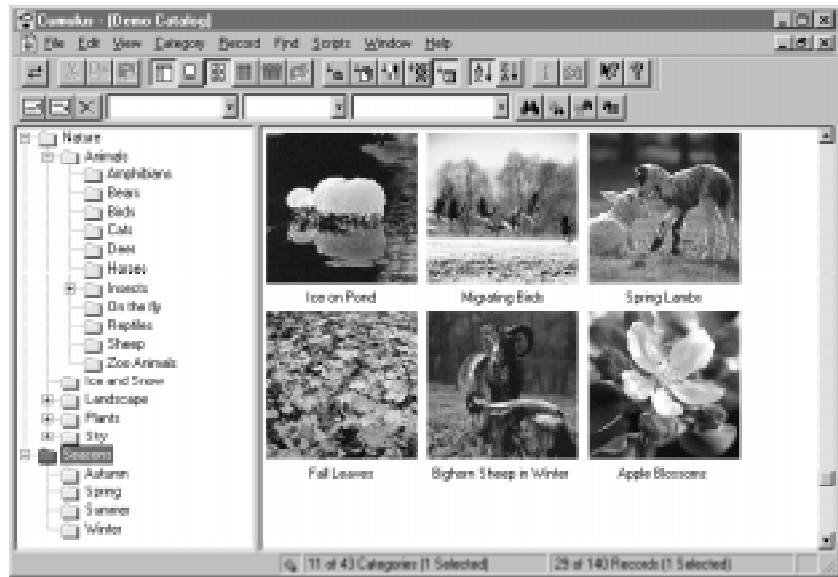 Cumulus - [Demo Catalog]
File Edit View Category Record Find Scripts Window Help
Nature
Animals
Amphibians
Bears
Birds
Cats
Deer
Horses
Insects
On the fly
Reptiles
Sheep
Zoo Animals
Ice and Snow
Landscape
Plants
Sky
Seasons
Autumn
Spring
Summer
Winter
Ice on Pond
Migrating Birds
Spring Lambs
Fall Leaves
Bighorn Sheep in Winter
Apple Blossoms
11 of 43 Categories (1 Selected)
29 of 140 Records (1 Selected)